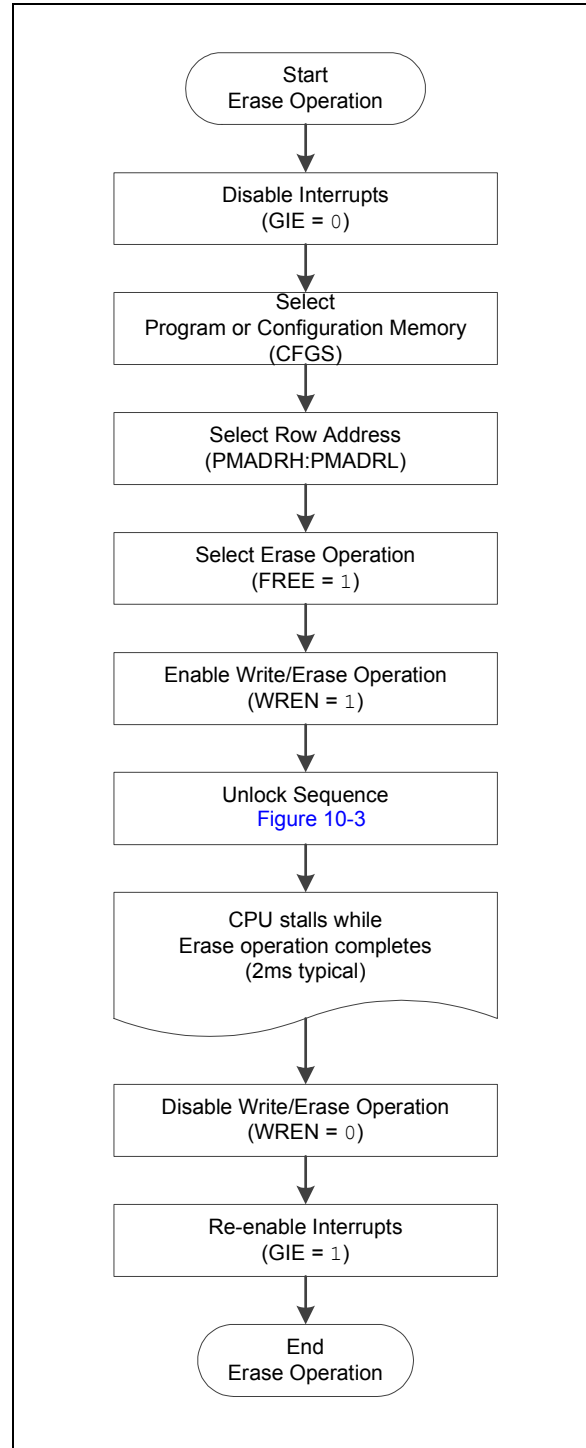 Start
Erase Operation
Disable Interrupts
(GIE = 0)
Select
Program or Configuration Memory
(CFGS)
Select Row Address
(PMADRH:PMADRL)
Select Erase Operation
(FREE = 1)
Enable Write/Erase Operation
(WREN = 1)
Unlock Sequence
Figure 10-3
CPU stalls while
Erase operation completes
(2ms typical)
Disable Write/Erase Operation
(WREN = 0)
Re-enable Interrupts
(GIE = 1)
End
Erase Operation